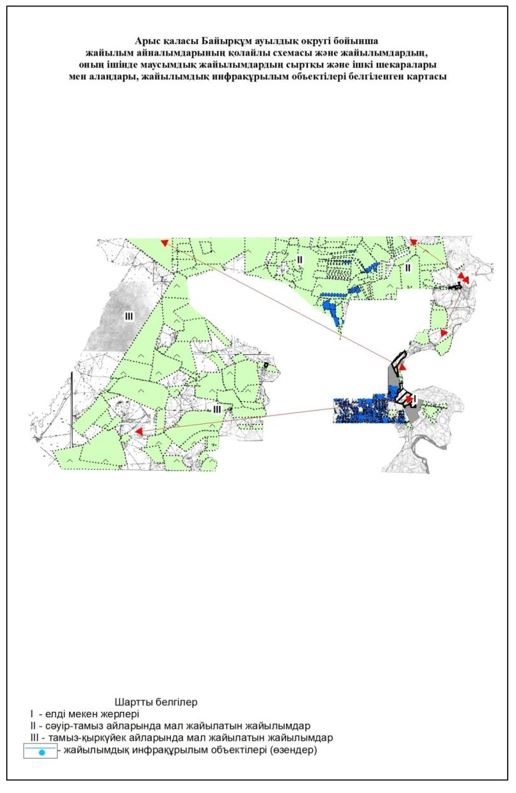 Арыс қаласы Байырқұм ауылдық округі бойынша
жайылым айналымдарының қолайлы схемасы және жайылымдардың,
оның ішінде маусымдық жайылымдардың сыртқы және ішкі шекаралары
мен алаңдары, жайылымдық инфрақұрылым объектілері белгіленген картасы
II
II
III
III
I
Шартты белгілер
I - елді мекен жерлері
II - сәуір-тамыз айларында мал жайылатын жайылымдар
III - тамыз-қыркүйек айларында мал жайылатын жайылымдар
- жайылымдық инфрақұрылым объектілері (өзендер)